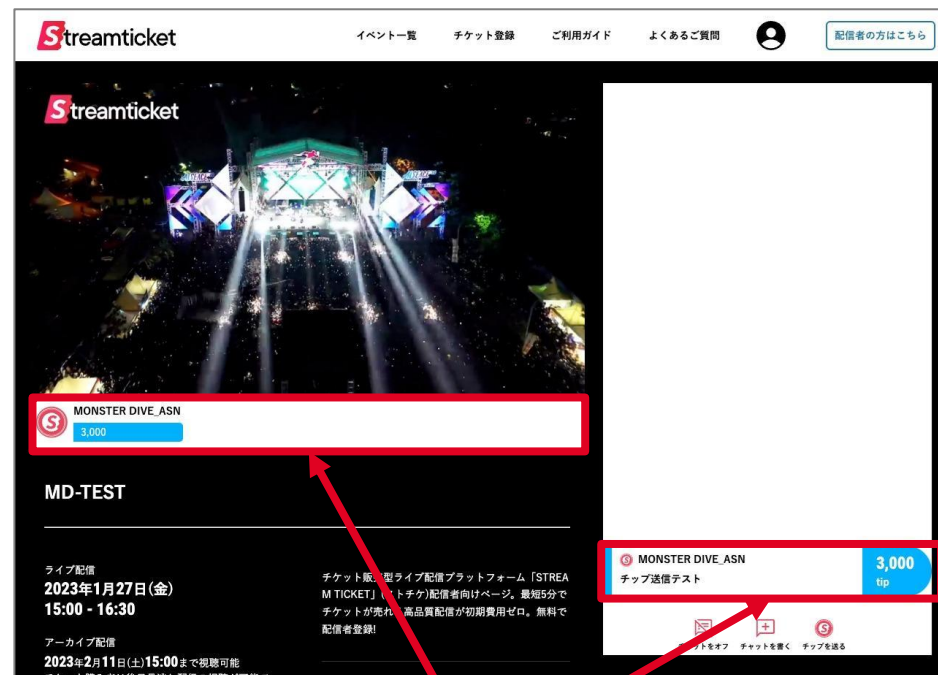 Streamticket
イベント一覧 チケット登録 ご利用ガイド よくあるご質問 配信者の方はこちら
Streamticket
MONSTER DIVE_ASN
3,000
MD-TEST
ライブ配信
2023年1月27日(金)
15:00 - 16:30
アーカイブ配信
2023年2月11日(土)15:00まで視聴可能
チケット販 型ライブ配信プラットフォーム「STREA
M TICKET」( トチケ)配信者向けページ。最短5分で
チケットが売れ 高品質配信が初期費用ゼロ。無料で
配信者登録!
MONSTER DIVE_ASN
チップ送信テスト
3,000
tip
トをオフ チャットを書く チップを送る